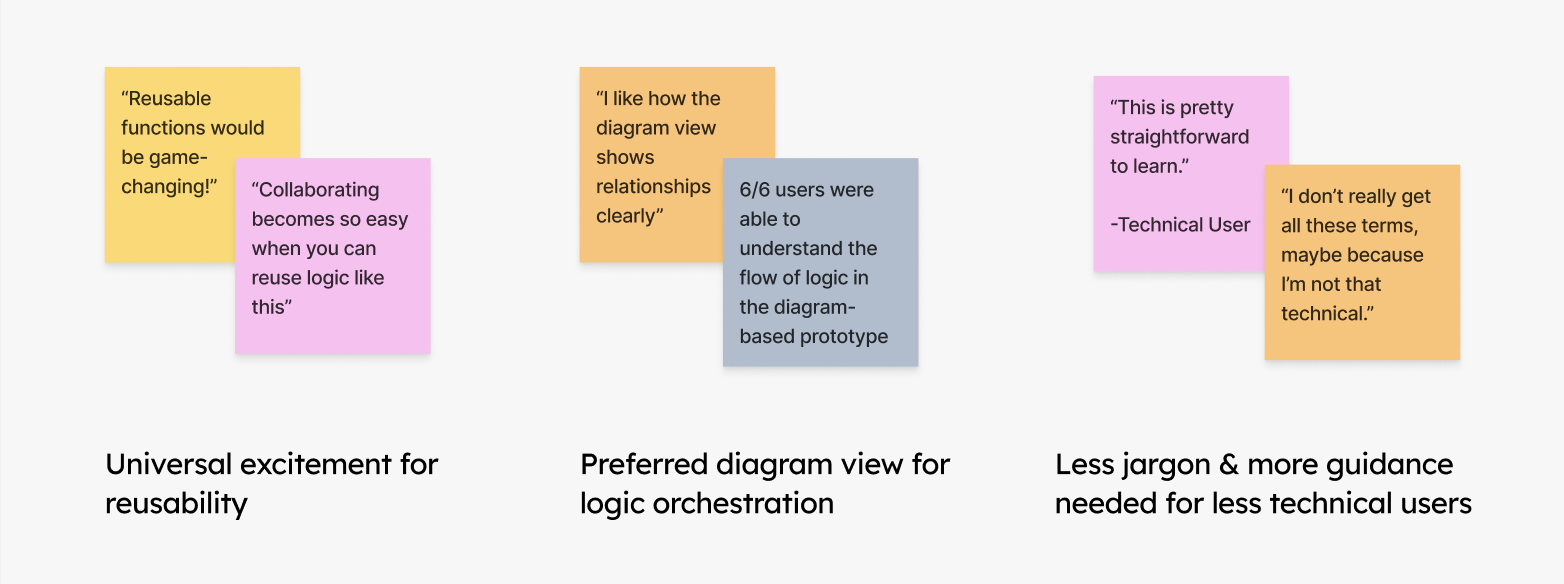 “Reusable
functions would
be game-
changing!”
“Collaborating
becomes so easy
when you can
reuse logic like
this”
Universal excitement for
reusability
“I like how the
diagram view
shows
relationships
clearly”
6/6 users were
able to
understand the
flow of logic in
the diagram-
based prototype
Preferred diagram view for
logic orchestration
“This is pretty
straightforward
to learn.”
-Technical User
“I don’t really get
all these terms,
maybe because
I’m not that
technical.”
Less jargon & more guidance
needed for less technical users